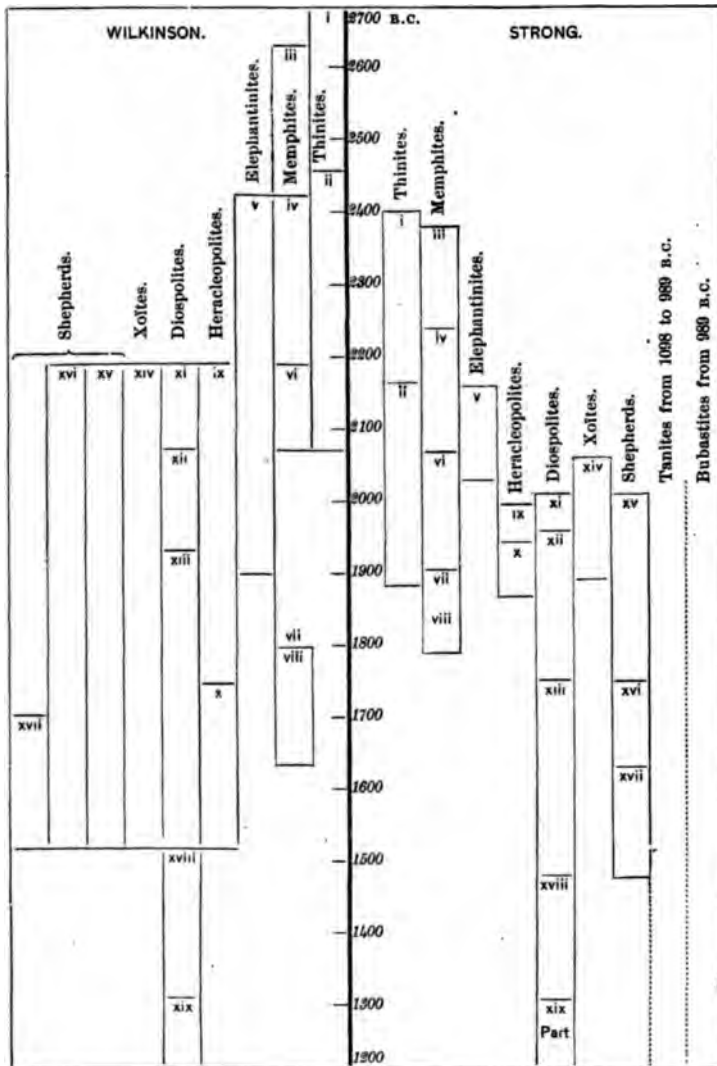 WILKINSON.
STRONG.
i
2700 B.C.
iii
2600
Elephantinites.
Memphites.
Thinites.
2500
ii
v
iv
2400
2300
Shepherds.
Xoïtes.
Diospolites.
Heracleopolites.
2200
xvi
xv
xiv
xi
ix
vi
2100
xii
2000
xiii
1900
vii
viii
1800
x
xvii
1700
1600
xviii
1500
1400
xix
1300
1200
Thinites.
Memphites.
i
iii
Elephantinites.
iv
ii
v
Heracleopolites.
Diospolites.
Xoïtes.
Shepherds.
Tanites from 1098 to 989 B.C.
Bubastites from 989 B.C.
vi
xiv
ix
xi
xv
x
xii
vii
viii
xiii
xvi
xvii
xviii
xix
Part